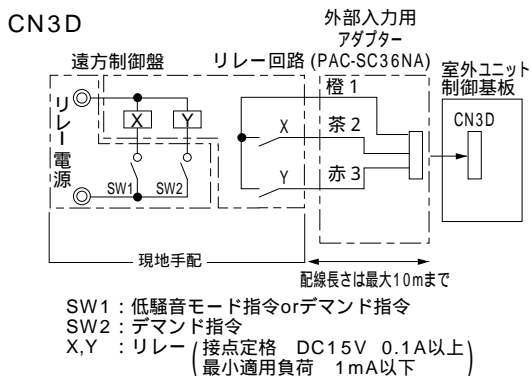 CN3D
外部入力用
アダプター
(PAC-SC36NA)
遠方制御盤
リレー回路
室外ユニット
制御基板
橙 1
X
Y
X
茶 2
CN3D
リレー電源
Y
赤 3
SW1
SW2
現地手配
配線長さは最大10mまで
SW1：低騒音モード指令orデマンド指令
SW2：デマンド指令
X,Y ：リレー(接点定格 DC15V 0.1A以上
最小適用負荷 1mA以下)